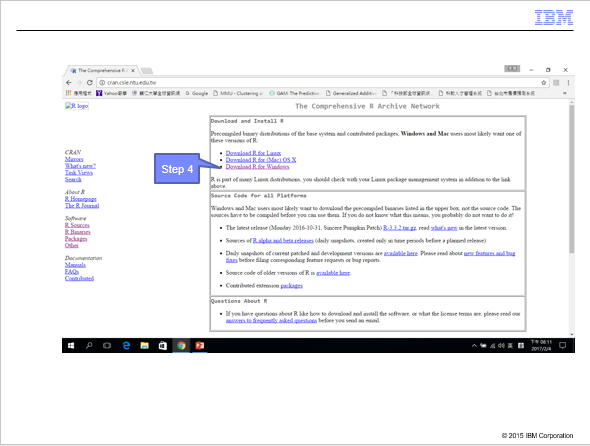 IBM
The Comprehensive R
cran.csie.ntu.edu.tw
應用程式 Yahoo奇摩 Google MMU - Clustering GAM: The Predictive Generalized Additiv
R logo
The Comprehensive R Archive Network
Download and Install R
Precompiled binary distributions of the base system and contributed packages, Windows and Mac users most likely want one
of these versions of R:
Download R for Linux
Download R for (Mac) OS X
Download R for Windows
R is part of many Linux distributions, you should check with your Linux package management system in addition to the link
above.
Step 4
CRAN
Mirrors
What's new?
Task Views
Search
About R
R Homepage
The R Journal
Software
R Sources
R Binaries
Packages
Other
Documentation
Manuals
FAQs
Contributed
Source Code for all Platforms
Windows and Mac users most likely want to download the precompiled binaries listed in the upper box, not the source code. The
sources have to be compiled before you can use them. If you do not know what this means, you probably do not want to do it!
The latest release (Monday 2016-10-31, Sincere Pumpkin Patch) R-3.3.2.tar.gz, read what's new in the latest version.
Sources of R alpha and beta releases (daily snapshots, created only in time periods before a planned release)
Daily snapshots of current patched and development versions are available here. Please read about new features and bug
fixes before filing corresponding feature requests or bug reports.
Source code of older versions of R is available here.
Contributed extension packages
Questions About R
If you have questions about R like how to download and install the software, or what the license terms are, please read our
answers to frequently asked questions before you send an email.
下午 06:11
2017/2/4
© 2015 IBM Corporation